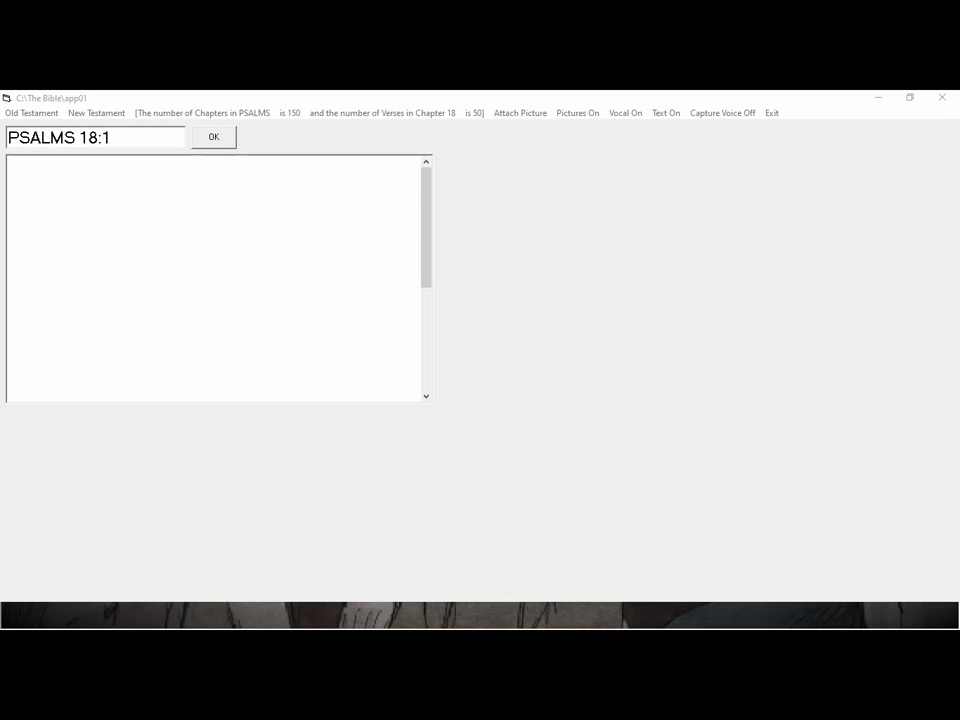 C:\The Bible\app01
Old Testament New Testament [The number of Chapters in PSALMS is 150 and the number of Verses in Chapter 18 is 50] Attach Picture Pictures On Vocal On Text On Capture Voice Off Exit
PSALMS 18:1 OK